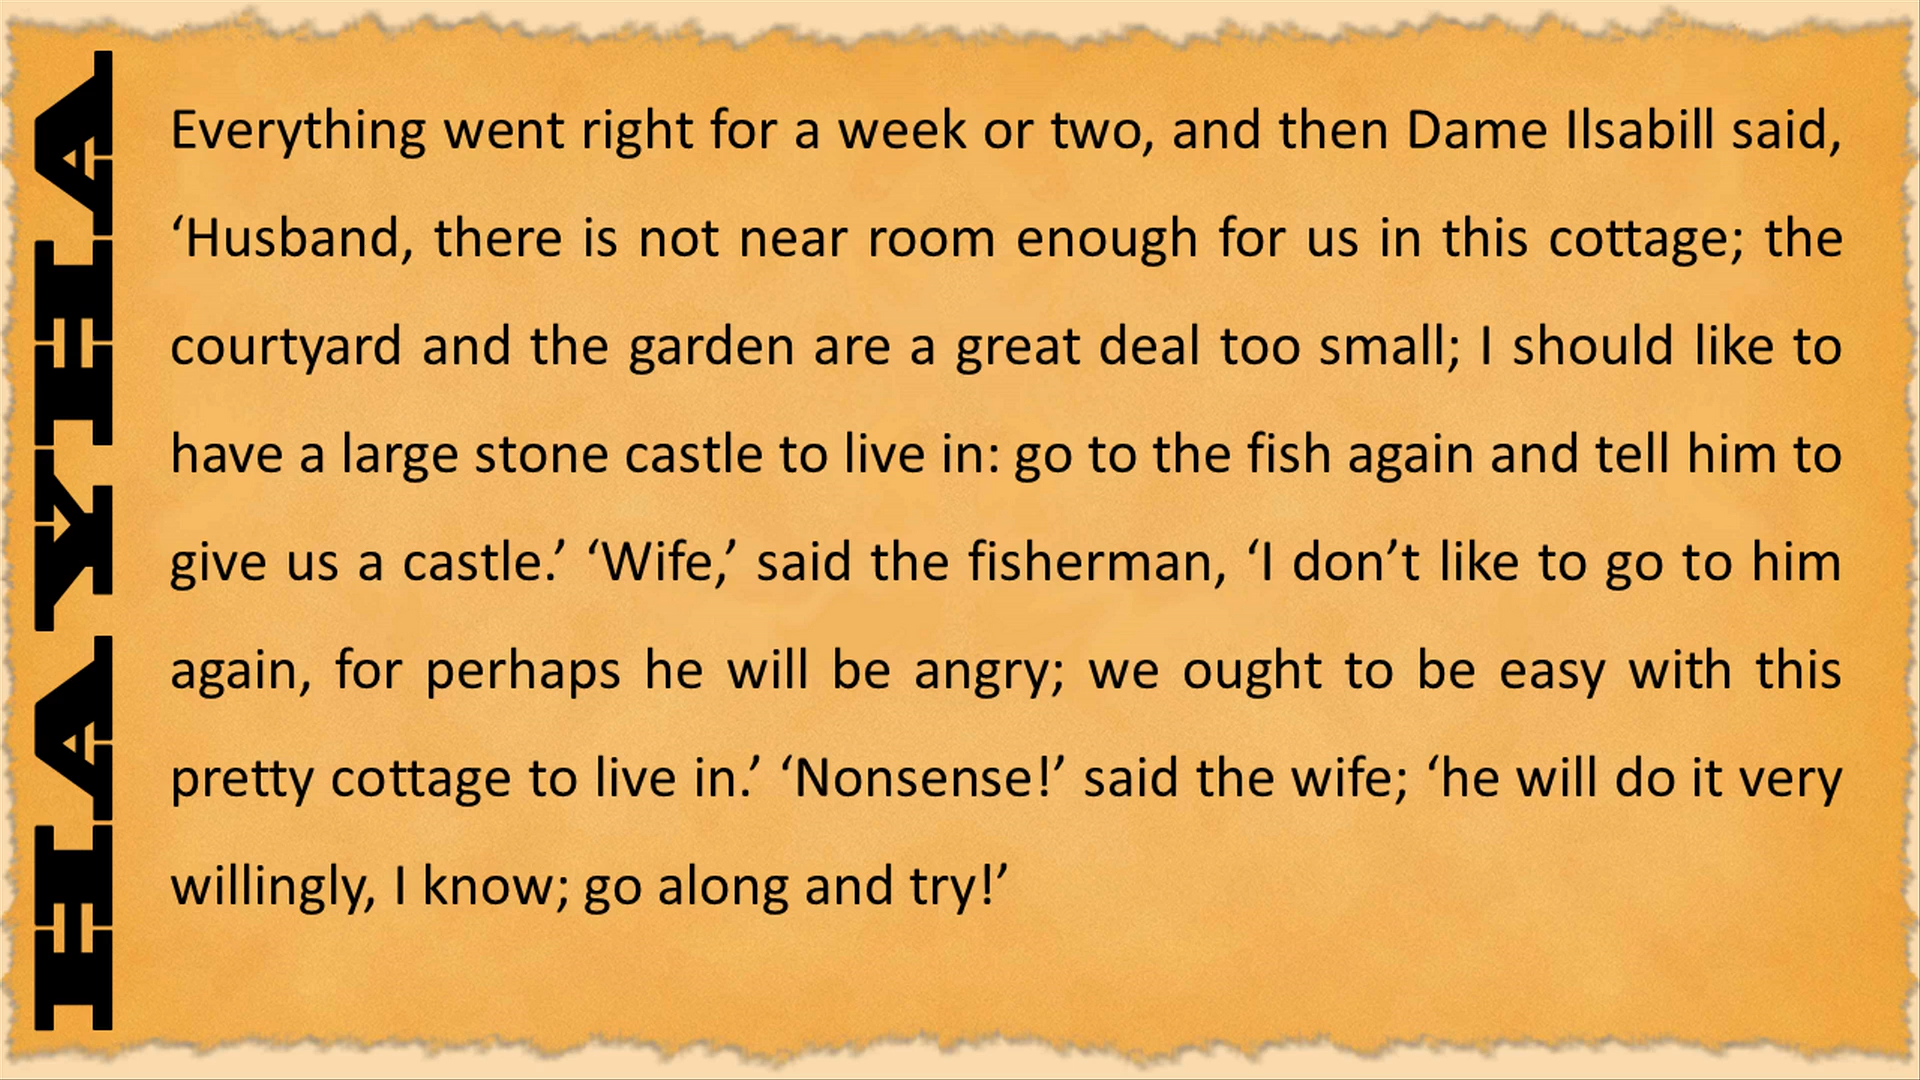 HAYHA
Everything went right for a week or two, and then Dame Ilsabill said,
‘Husband, there is not near room enough for us in this cottage; the
courtyard and the garden are a great deal too small; I should like to
have a large stone castle to live in: go to the fish again and tell him to
give us a castle.’ ‘Wife,’ said the fisherman, ‘I don’t like to go to him
again, for perhaps he will be angry; we ought to be easy with this
pretty cottage to live in.’ ‘Nonsense!’ said the wife; ‘he will do it very
willingly, I know; go along and try!’